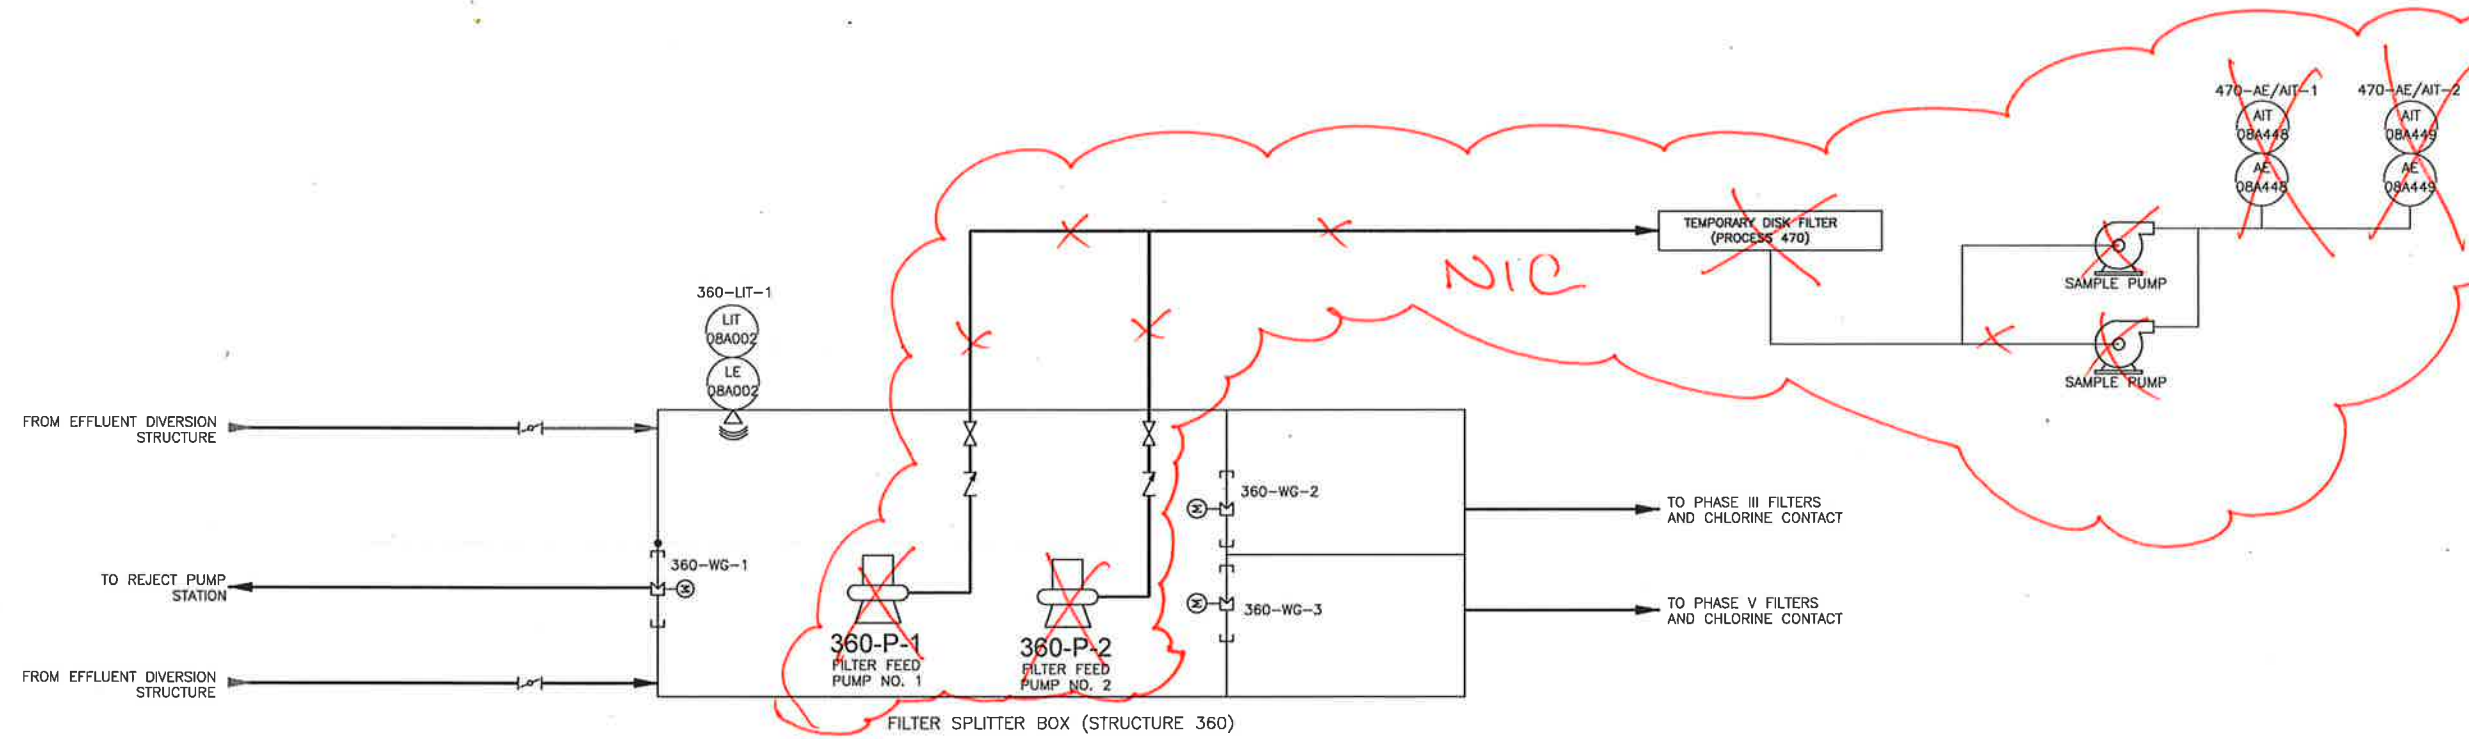 470-AE/AIT-1
470-AE/AIT-2
AIT
08A448
AIT
08A449
AE
08A448
AE
08A449
TEMPORARY DISK FILTER
(PROCESS 470)
NIC
SAMPLE PUMP
SAMPLE PUMP
360-LIT-1
LIT
08A002
LE
08A002
FROM EFFLUENT DIVERSION
STRUCTURE
360-WG-2
TO PHASE III FILTERS
AND CHLORINE CONTACT
M
360-WG-1
M
TO REJECT PUMP
STATION
M
360-WG-3
TO PHASE V FILTERS
AND CHLORINE CONTACT
360-P-1
FILTER FEED
PUMP NO. 1
360-P-2
FILTER FEED
PUMP NO. 2
FROM EFFLUENT DIVERSION
STRUCTURE
FILTER SPLITTER BOX (STRUCTURE 360)